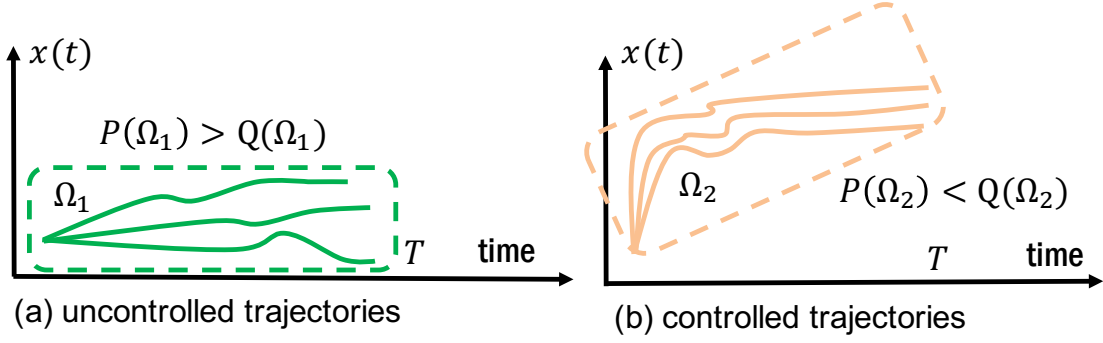 x(t)
P(Ω₁) > Q(Ω₁)
Ω₁
T time
(a) uncontrolled trajectories
x(t)
Ω₂
P(Ω₂) < Q(Ω₂)
T time
(b) controlled trajectories